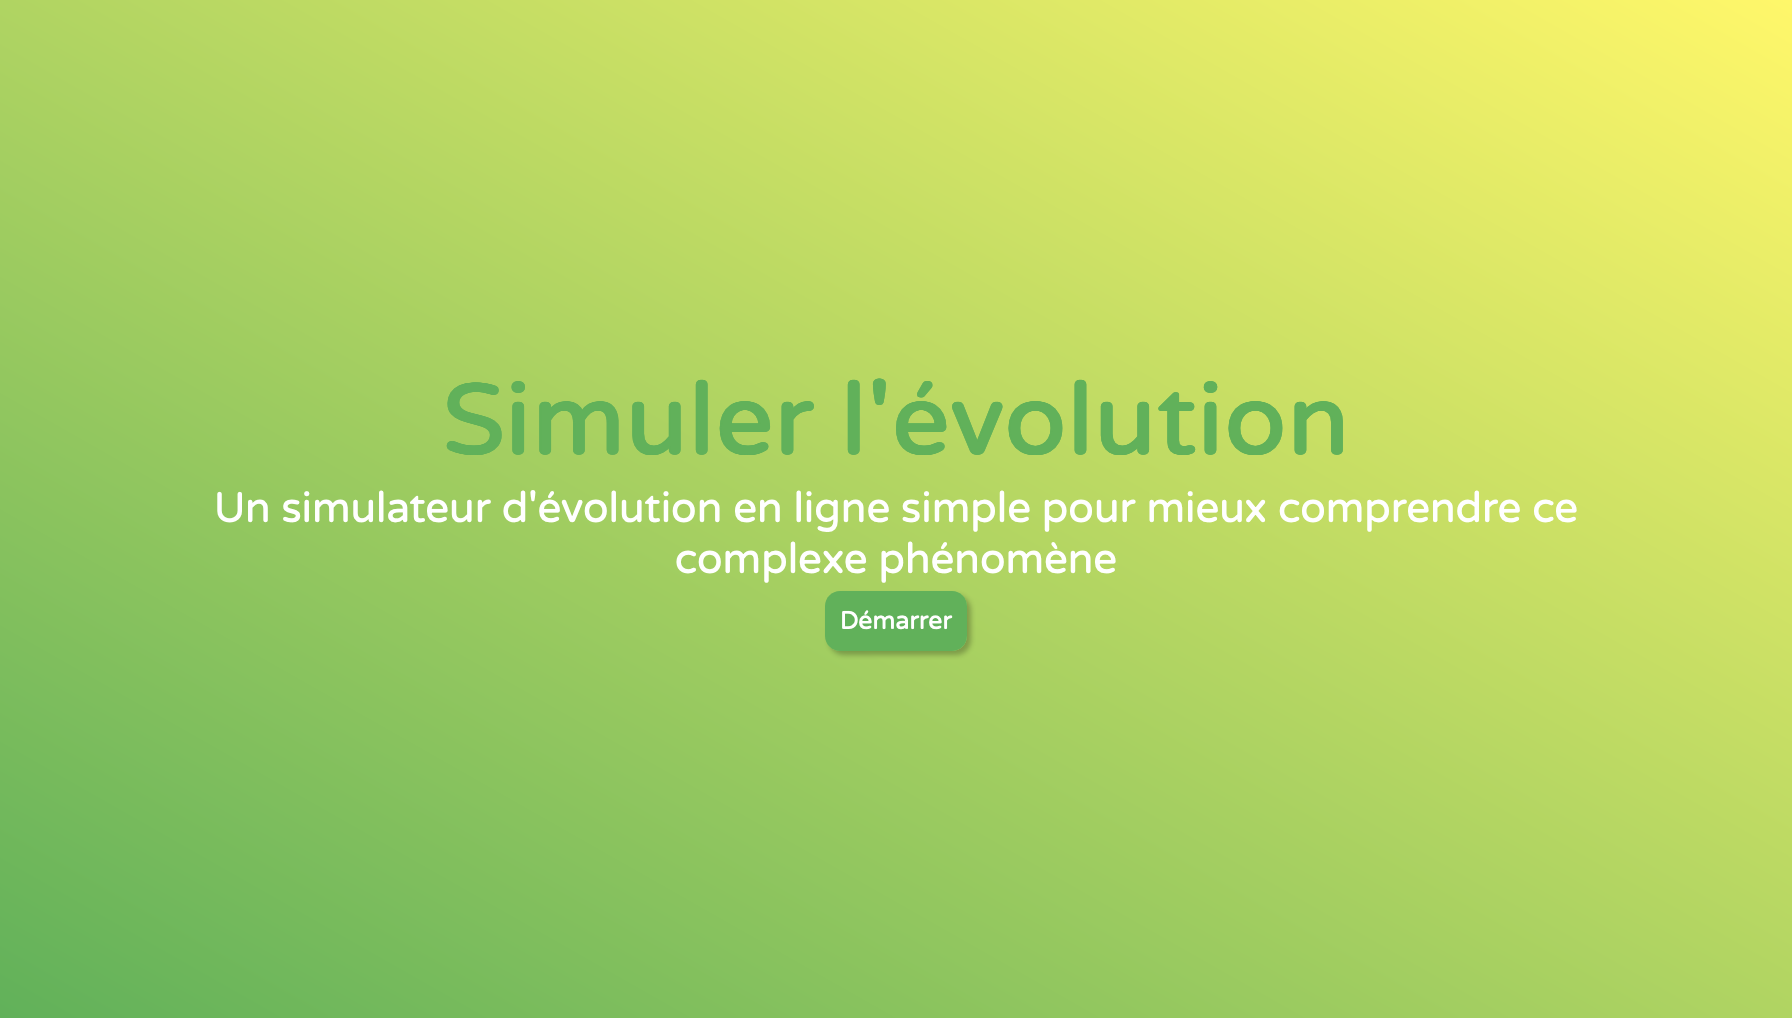 Simuler l'évolution
Un simulateur d'évolution en ligne simple pour mieux comprendre ce
complexe phénomène
Démarrer